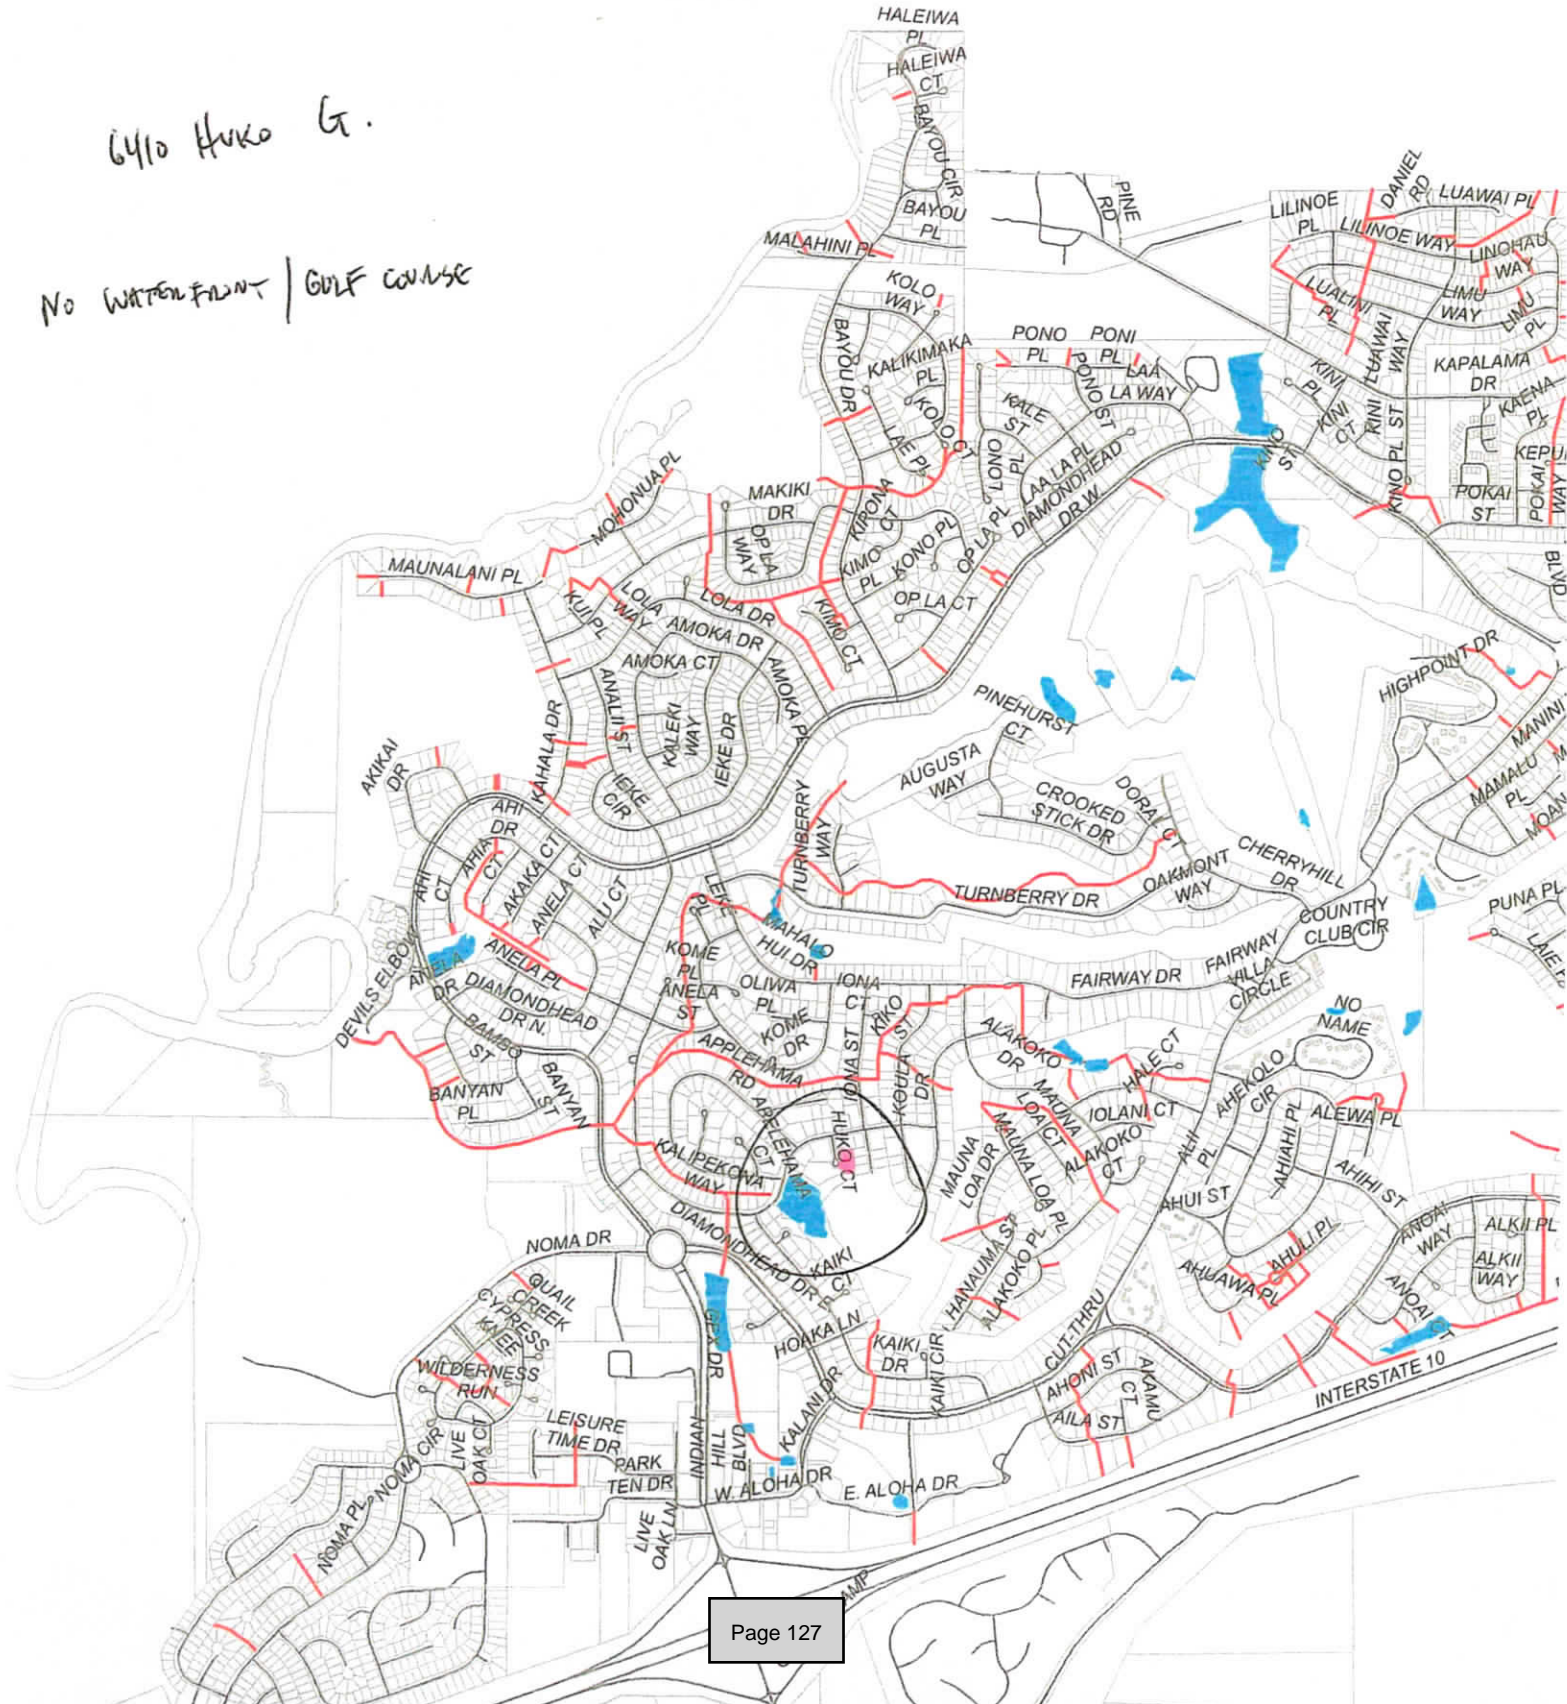 HALEIWA
PL
HALEIWA
CT
6410 HUKO G.
BAYOU CIR
PINE
RD
DANIEL
RD
LUAWAI PL
LILINOE
PL
LILINOE WAY
BAYOU
PL
MALAHINI PL
LINOHAU
WAY
NO WATERFRONT / GOLF COURSE
KOLO
WAY
LUALINI
PL
LIMU
WAY
LIMU
PL
BAYOU DR
PONO
PL
PONI
PL
LUAWAI
WAY
KALIKIMAKA
PL
PONO ST
LAA
LA WAY
KINI
PL
KAPALAMA
DR
KAENA
PL
KOLO CT
KALE
ST
KINI
CT
KINI
KINO PL ST
LAE PL
LONO
PL
LAA LA PL
DIAMONDHEAD
DR W.
KINO
ST
POKAI
WAY
POKAI
ST
MOHONUA PL
MAKIKI
DR
KIPONA
CT
OP LA
WAY
KIMO
PL
KONO PL
OP LA PL
BLVD
MAUNALANI PL
KUI PL
LOLA
WAY
LOLA DR
KIMO CT
OP LA CT
AMOKA DR
AMOKA CT
AMOKA PL
HIGHPOINT DR
KAHALA DR
ANALII ST
KALEKI
WAY
IEKE DR
PINEHURST
CT
MANINI
AKIKAI
DR
IEKE
CIR
AUGUSTA
WAY
MAMALU
PL
CROOKED
STICK DR
DORAL CT
TURNBERRY
WAY
AHI
DR
AHIA
CT
AKAKA CT
ANELA CT
ALU CT
AHI
CT
LEKE
PL
TURNBERRY DR
OAKMONT
WAY
CHERRYHILL
DR
COUNTRY
CLUB CIR
PUNA PL
MAHALO
HUI DR
DEVILS ELBOW
ANELA
DR
ANELA PL
DIAMONDHEAD
DR N.
KOME
PL
ANELA
ST
OLIWA
PL
KOME
DR
IONA
CT
FAIRWAY DR
FAIRWAY
VILLA
CIRCLE
NO
NAME
KIKO
ST
IONA ST
KOULA
DR
ALAKOKO
DR
BAMBO
ST
BANYAN
PL
BANYAN
ST
APPLEHAMA
RD
APPLEHAMA
CT
HALE CT
MAUNA
LOA CT
IOLANI CT
AHEKOLO
CIR
ALEWA PL
HUKO CT
KALIPEKONA
WAY
MAUNA
LOA DR
MAUNA LOA PL
ALAKOKO
CT
ALII
PL
AHIAHI PL
AHIHI ST
AHUI ST
NOMA DR
DIAMONDHEAD DR E.
KAIKI
CT
HANAUMA ST
ALAKOKO PL
AHUAWA PL
AHULI PL
ANOAI
WAY
ALKII PL
ALKII
WAY
ANOAI CT
QUAIL
CREEK
CYPRESS
KNEE
WILDERNESS
RUN
GEX DR
HOAKA LN
KAIKI
DR
KAIKI CIR
CUT-THRU
AHONI ST
AKAMU
CT
AILA ST
INTERSTATE 10
LEISURE
TIME DR
LIVE
OAK CT
NOMA CIR
KALANI DR
INDIAN
HILL
BLVD
PARK
TEN DR
W. ALOHA DR
E. ALOHA DR
LIVE
OAK LN
NOMA PL
Page 127